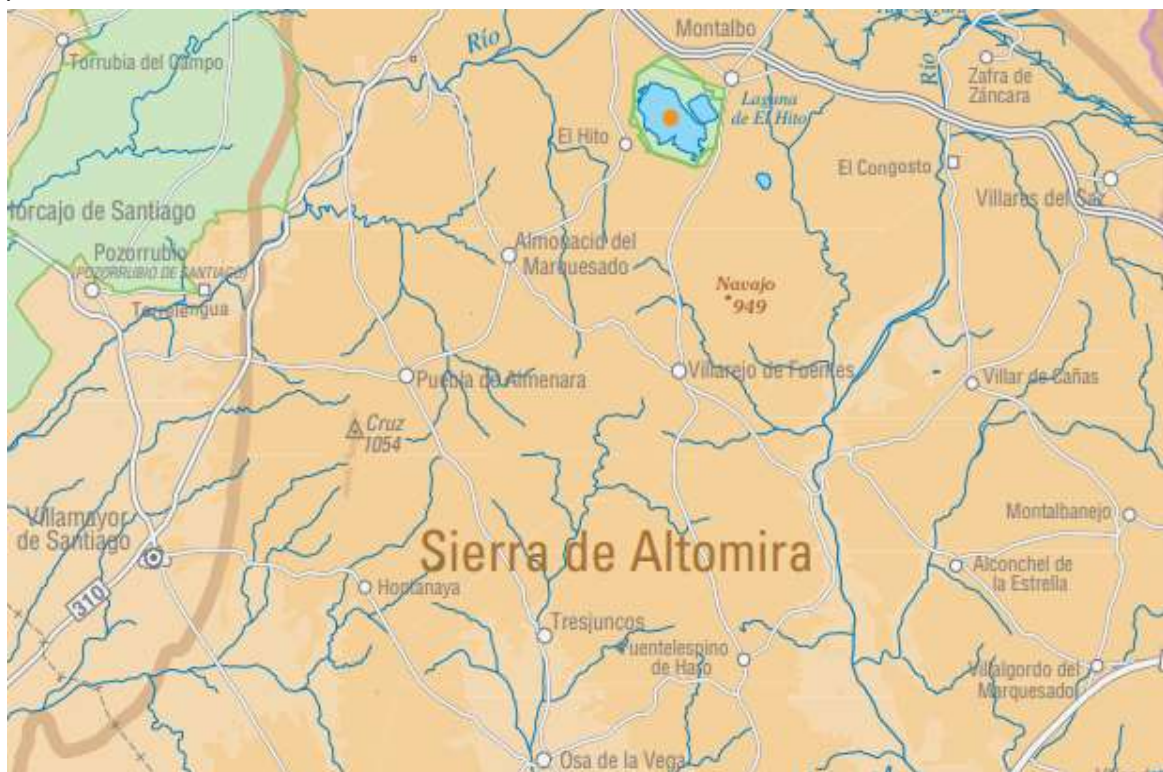 Montalbo
Río
Torrubia del Campo
Río
Zafra de
Záncara
Laguna
de El Hito
El Hito
El Congosto
Villares del Saz
Horcajo de Santiago
Almonacid del
Marquesado
Pozorrubio
(POZORRUBIO DE SANTIAGO)
Torrelengua
Navajo
949
Puebla de Almenara
Villarejo de Fuentes
Villar de Cañas
Cruz
1054
Villamayor
de Santiago
Montalbanejo
Sierra de Altomira
Alconchel de
la Estrella
Hontanaya
310
Tresjuncos
Fuentelespino
de Haro
Villalgordo del
Marquesado
Osa de la Vega